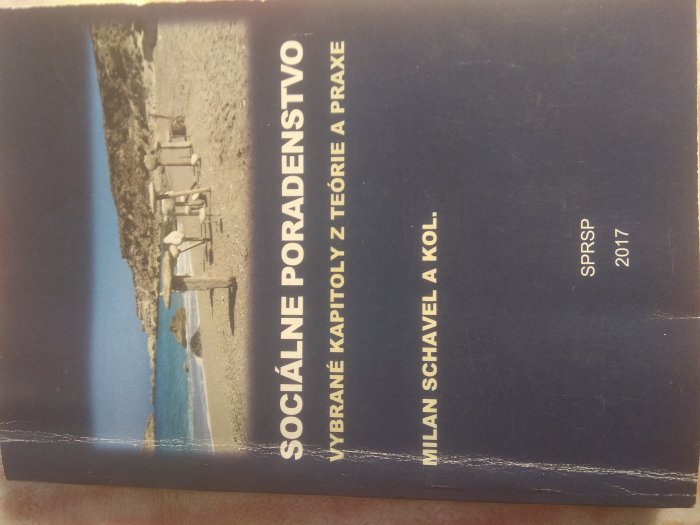 SOCIÁLNE PORADENSTVO
VYBRANÉ KAPITOLY Z TEÓRIE A PRAXE
MILAN SCHAVEL A KOL.
SPRSP
2017